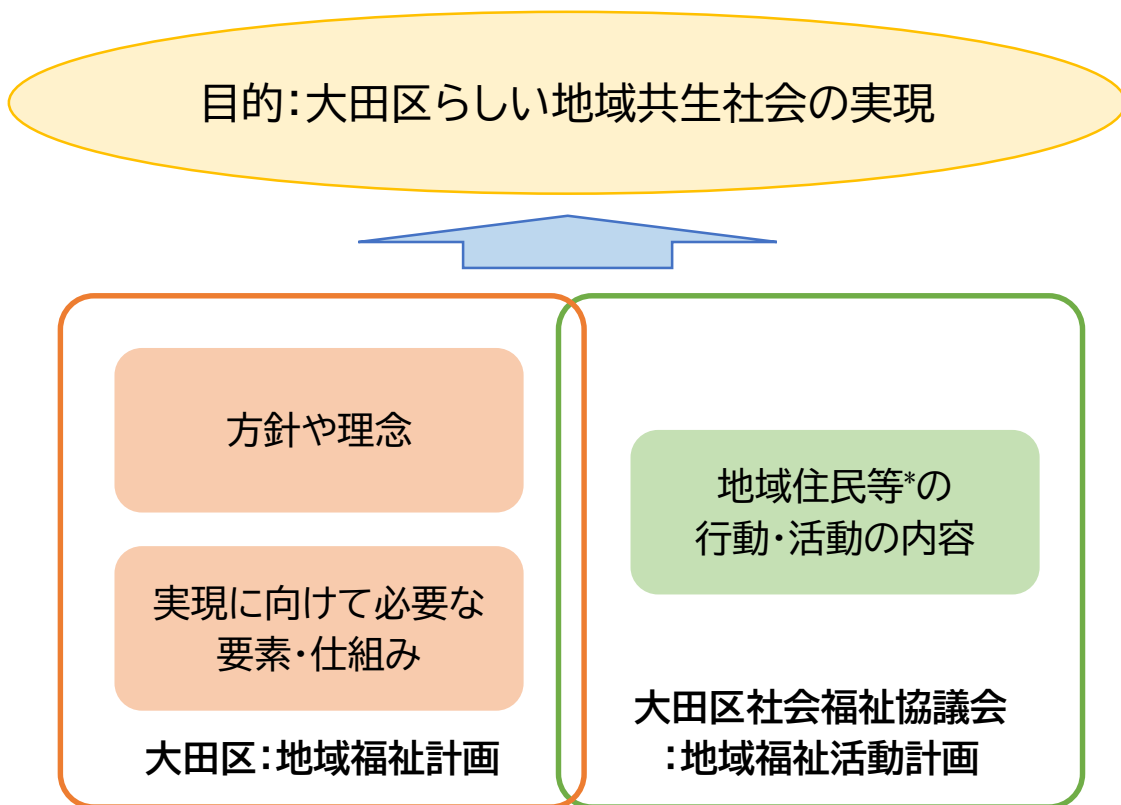 目的:大田区らしい地域共生社会の実現
方針や理念
実現に向けて必要な
要素・仕組み
大田区:地域福祉計画
地域住民等*の
行動・活動の内容
大田区社会福祉協議会
:地域福祉活動計画